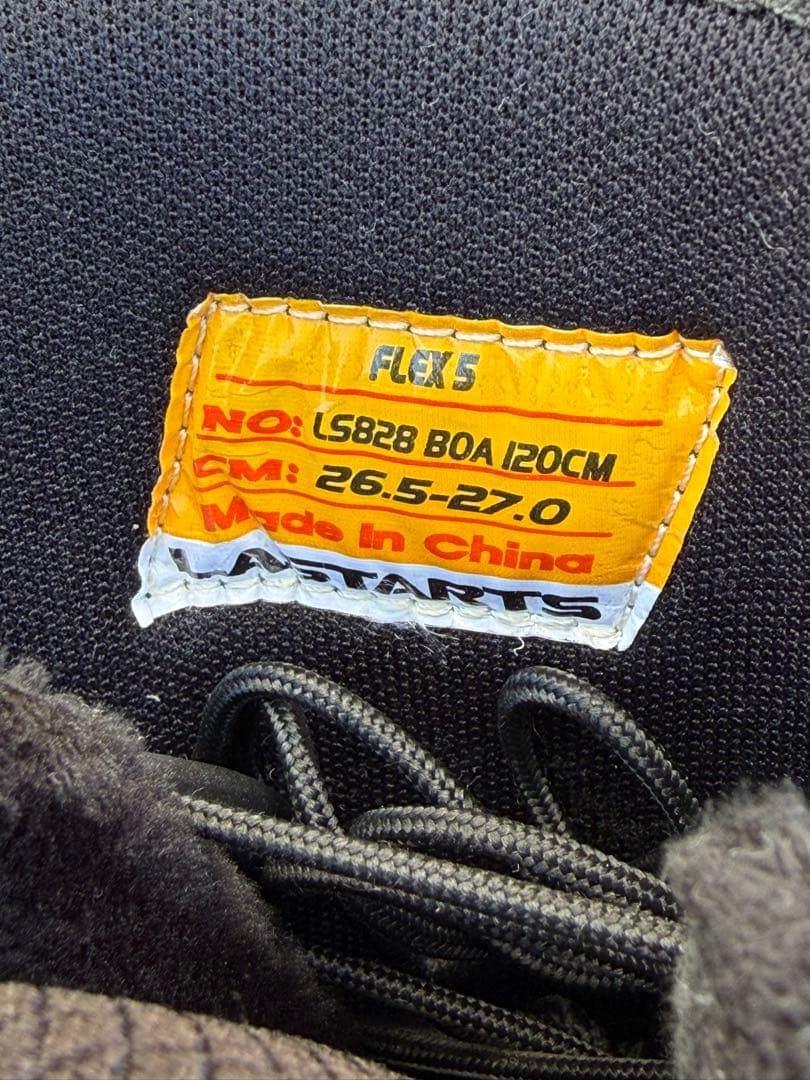 FLEX 5
NO: LS828 BOA 120CM
CM: 26.5-27.0
Made In China
LASTARTS